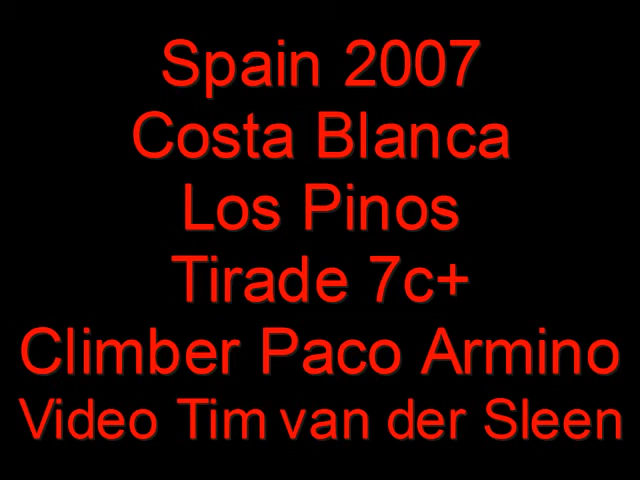 Spain 2007
Costa Blanca
Los Pinos
Tirade 7c+
Climber Paco Armino
Video Tim van der Sleen